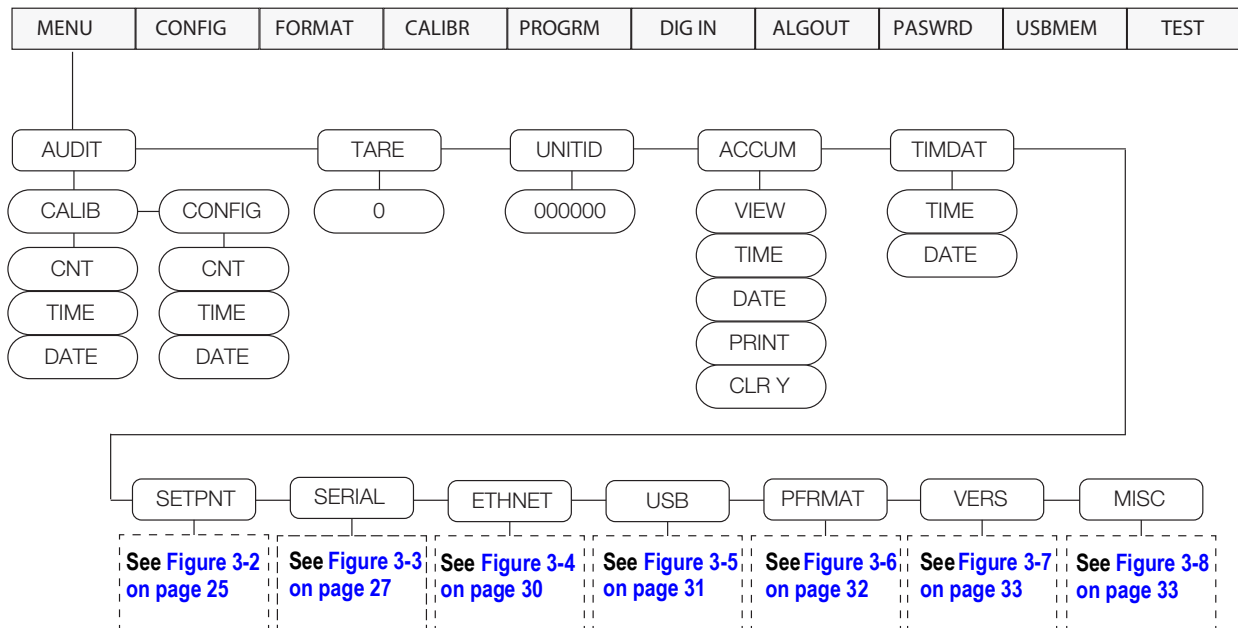 MENU CONFIG FORMAT CALIBR PROGRM DIG IN ALGOUT PASWRD USBMEM TEST
AUDIT TARE UNITID ACCUM TIMDAT
CALIB CONFIG 0 000000 VIEW TIME
CNT CNT TIME DATE
TIME TIME DATE
DATE DATE PRINT
CLR Y
SETPNT SERIAL ETHNET USB PFRMAT VERS MISC
See Figure 3-2 See Figure 3-3 See Figure 3-4 See Figure 3-5 See Figure 3-6 See Figure 3-7 See Figure 3-8
on page 25 on page 27 on page 30 on page 31 on page 32 on page 33 on page 33